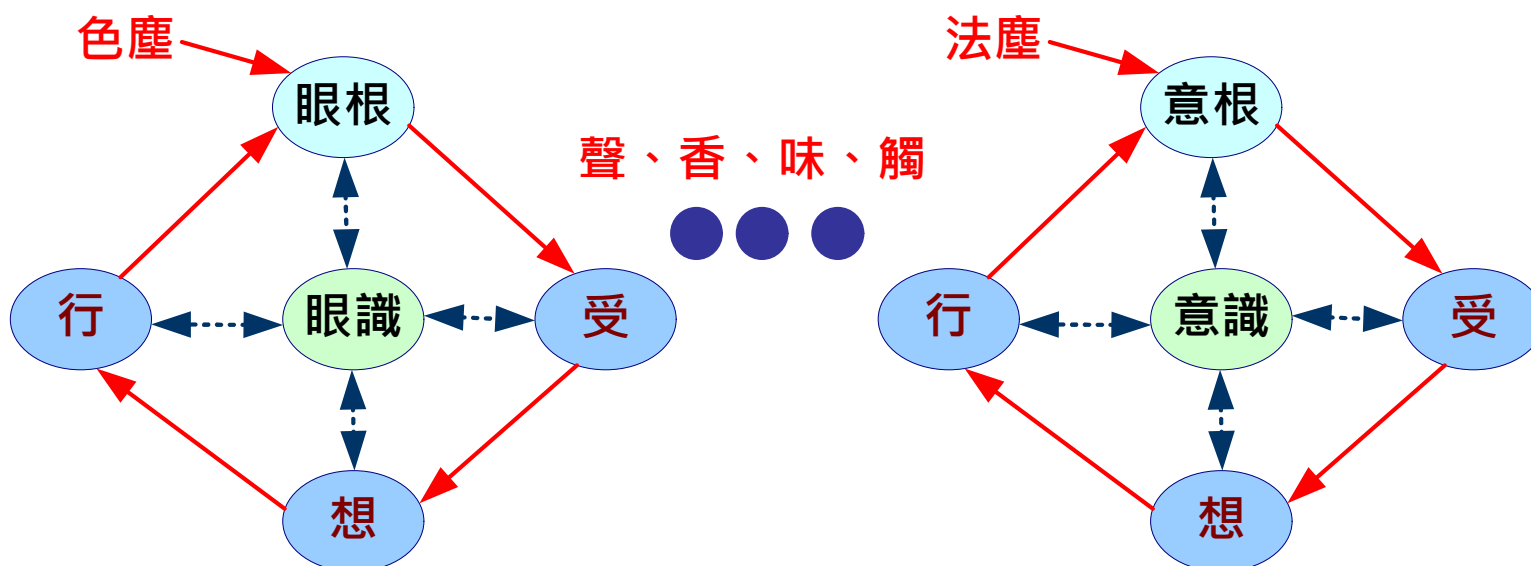 色塵
法塵
眼根
意根
聲、香、味、觸
行
眼識
受
行
意識
受
想
想